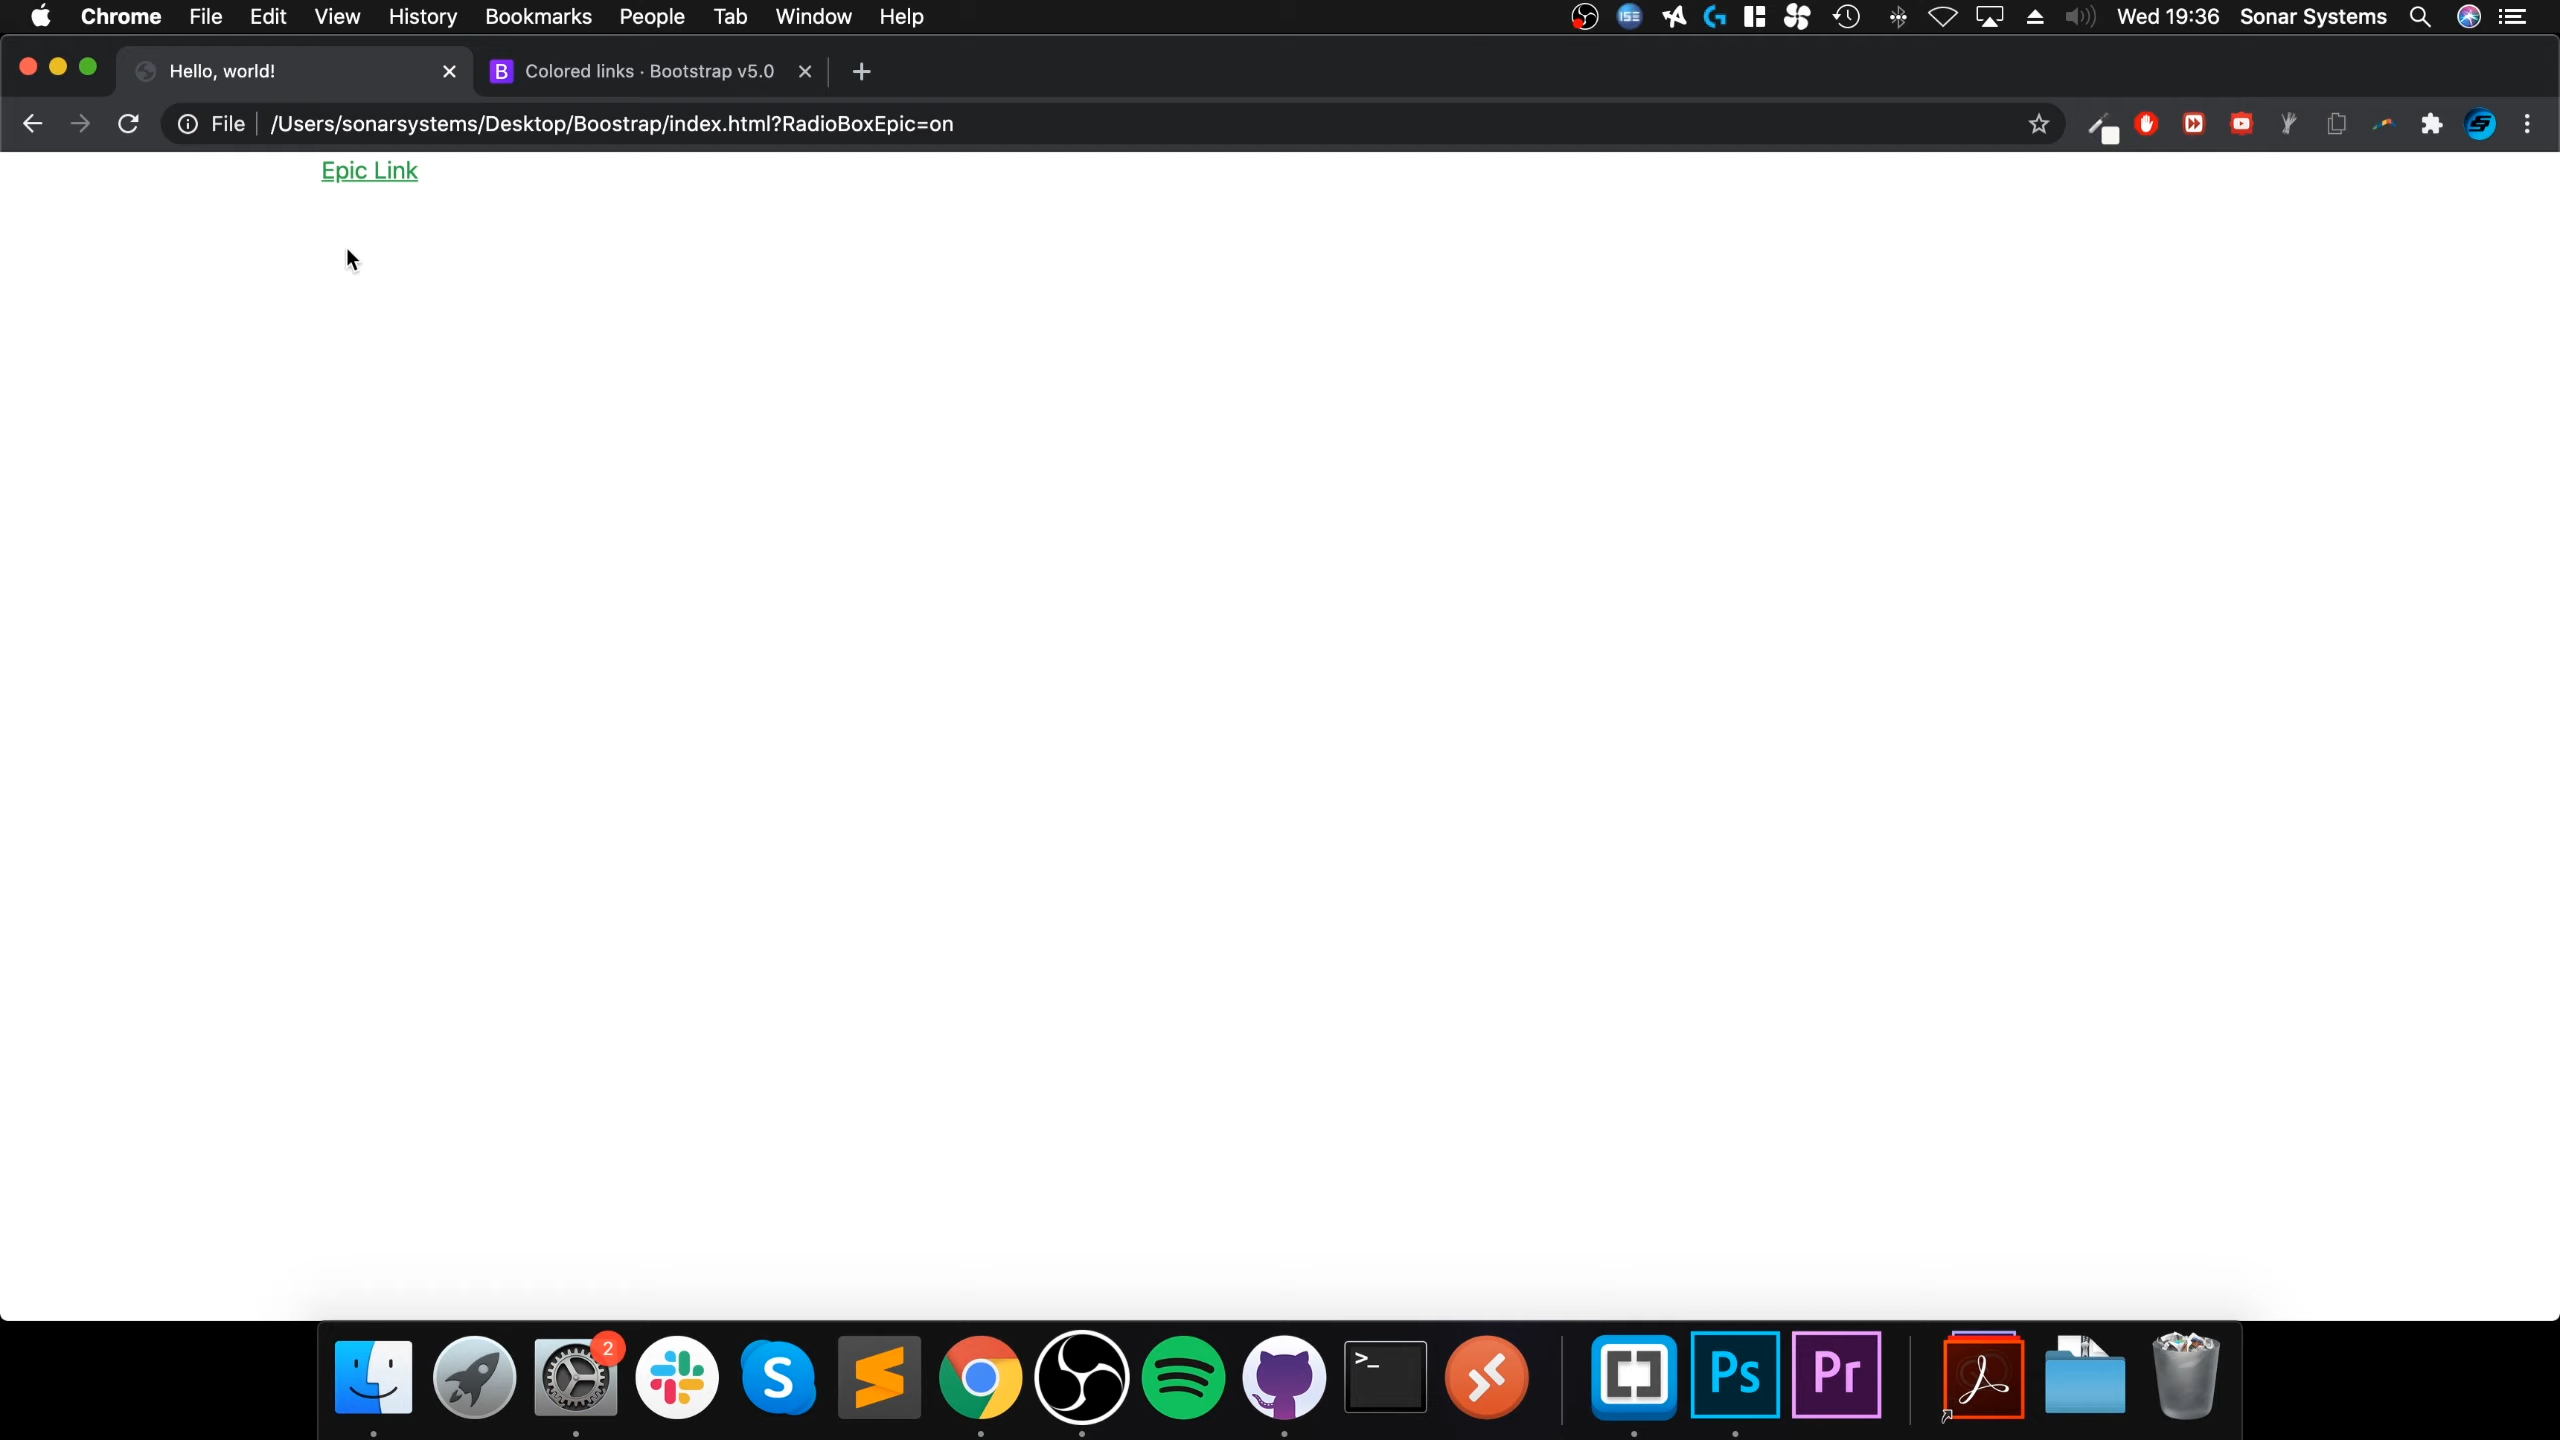 Chrome File Edit View History Bookmarks People Tab Window Help
ISE
Wed 19:36 Sonar Systems
Hello, world!
B Colored links · Bootstrap v5.0
File /Users/sonarsystems/Desktop/Boostrap/index.html?RadioBoxEpic=on
Epic Link
2
S
>_
Ps
Pr